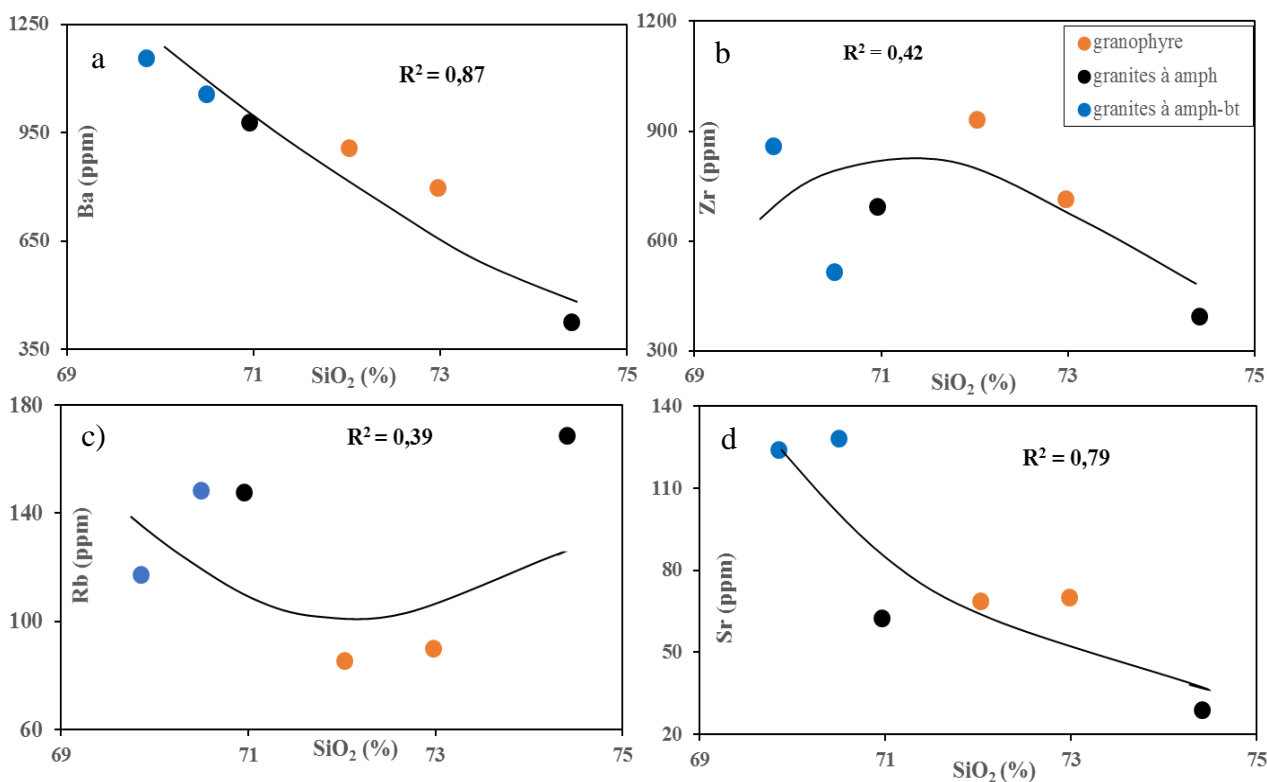 1250
950
650
350
Ba (ppm)
a
R² = 0,87
69
71
73
75
SiO₂ (%)
1200
900
600
300
Zr (ppm)
b
R² = 0,42
granophyre
granites à amph
granites à amph-bt
69
71
73
75
SiO₂ (%)
180
140
100
60
Rb (ppm)
c)
R² = 0,39
69
71
73
75
SiO₂ (%)
140
110
80
50
20
Sr (ppm)
d
R² = 0,79
69
71
73
75
SiO₂ (%)